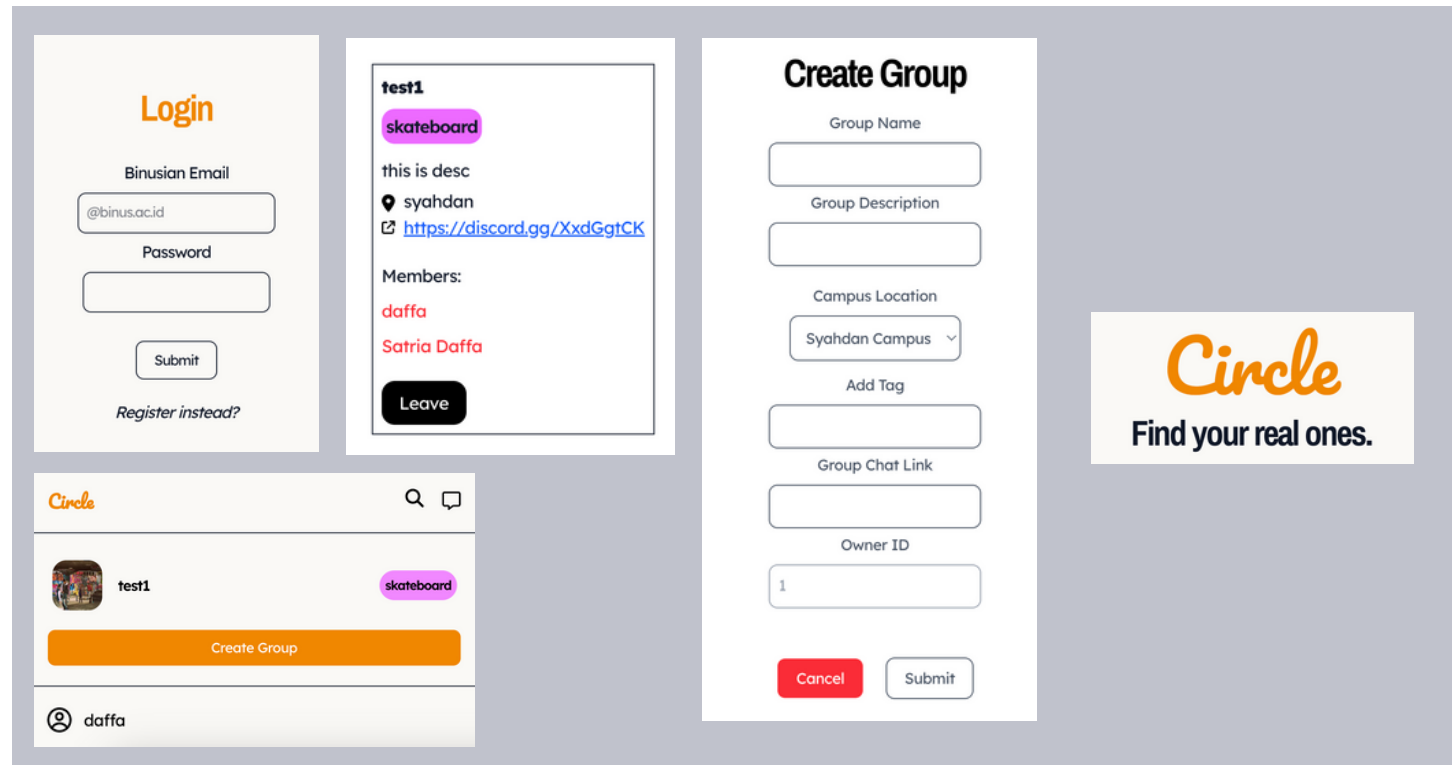 Login
Binusian Email
@binus.ac.id
Password
Submit
Register instead?
test1
skateboard
this is desc
syahdan
https://discord.gg/XxdGgtCK
Members:
daffa
Satria Daffa
Leave
Create Group
Group Name
Group Description
Campus Location
Syahdan Campus
Add Tag
Group Chat Link
Owner ID
1
Cancel
Submit
Circle
Find your real ones.
Circle
test1
skateboard
Create Group
daffa